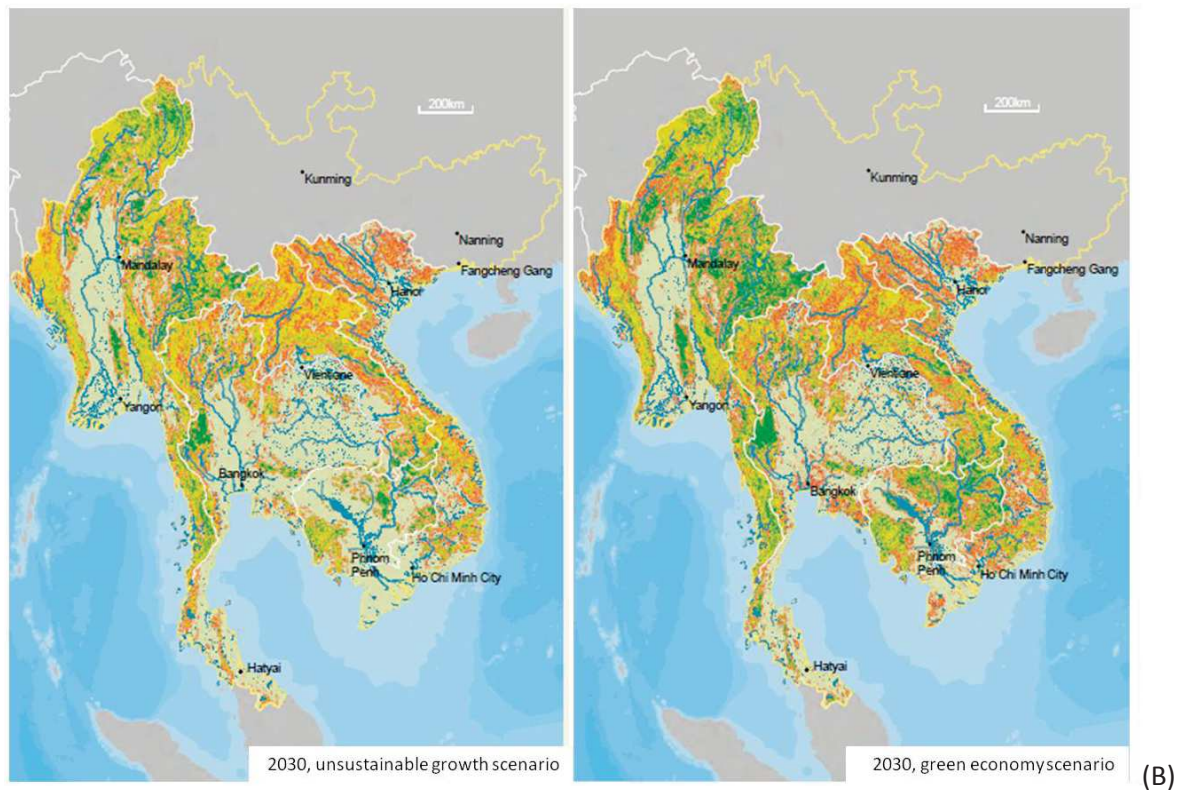 200km
Kunming
Nanning
Fangcheng Gang
Mandalay
Hanoi
Vientiane
Yangon
Bangkok
Phnom
Penh
Ho Chi Minh City
Hatyai
2030, unsustainable growth scenario
200km
Kunming
Nanning
Fangcheng Gang
Mandalay
Hanoi
Vientiane
Yangon
Bangkok
Phnom
Penh
Ho Chi Minh City
Hatyai
2030, green economy scenario
(B)